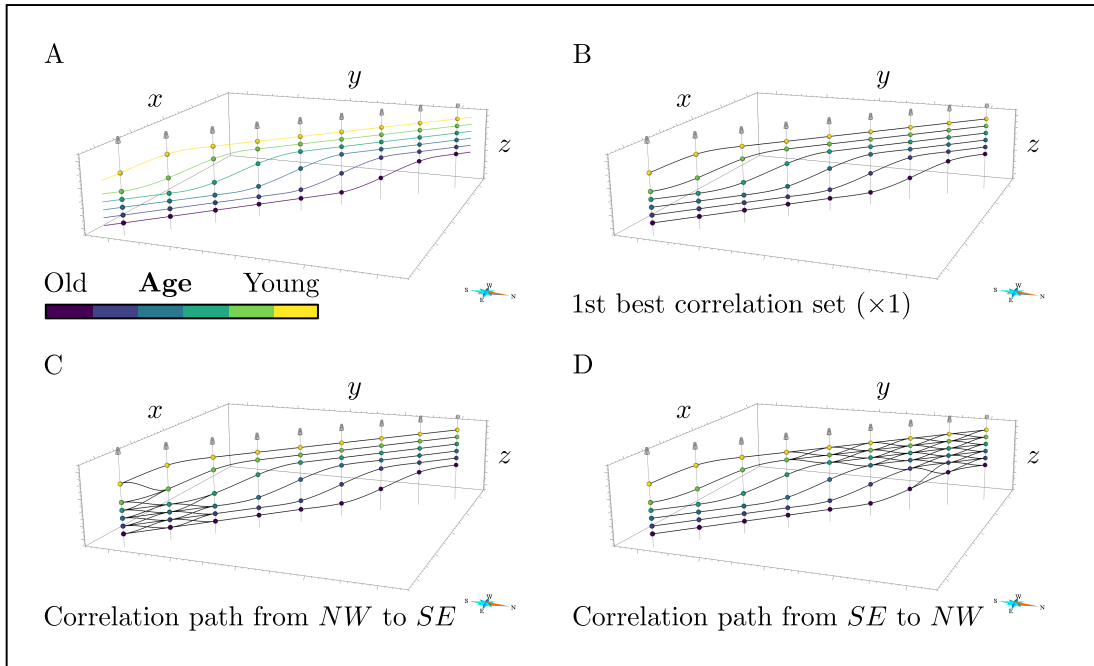 A
x
y
z
Old Age Young
S W E N
B
x
y
z
S W E N
1st best correlation set (×1)
C
x
y
z
S W E N
Correlation path from NW to SE
D
x
y
z
S W E N
Correlation path from SE to NW